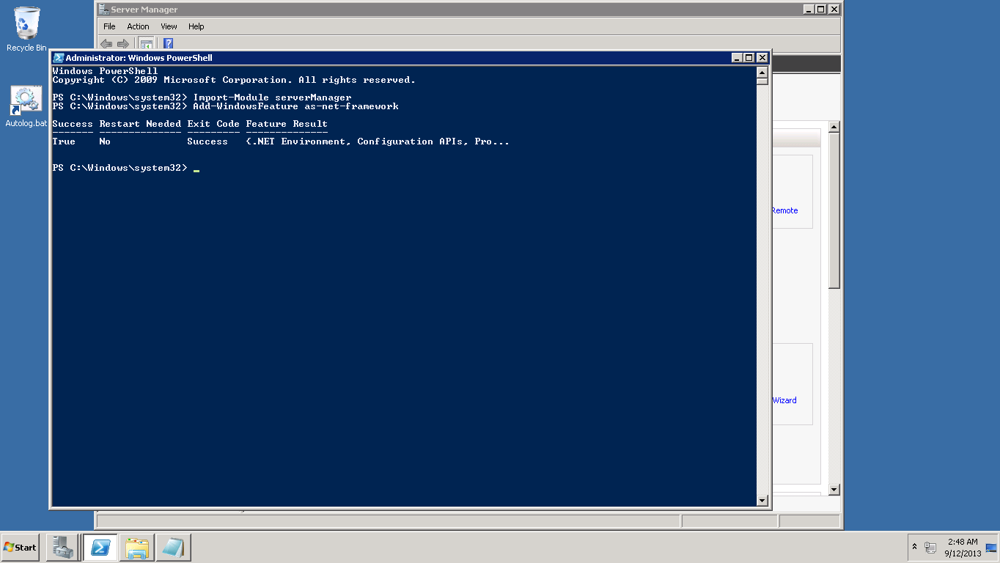 Recycle Bin
Autolog.bat
Server Manager
File Action View Help
Administrator: Windows PowerShell
Windows PowerShell
Copyright (C) 2009 Microsoft Corporation. All rights reserved.
PS C:\Windows\system32> Import-Module serverManager
PS C:\Windows\system32> Add-WindowsFeature as-net-framework
Success Restart Needed Exit Code Feature Result
------- -------------- --------- --------------
True No Success {.NET Environment, Configuration APIs, Pro...
PS C:\Windows\system32> _
Remote
Wizard
Start
2:48 AM
9/12/2013